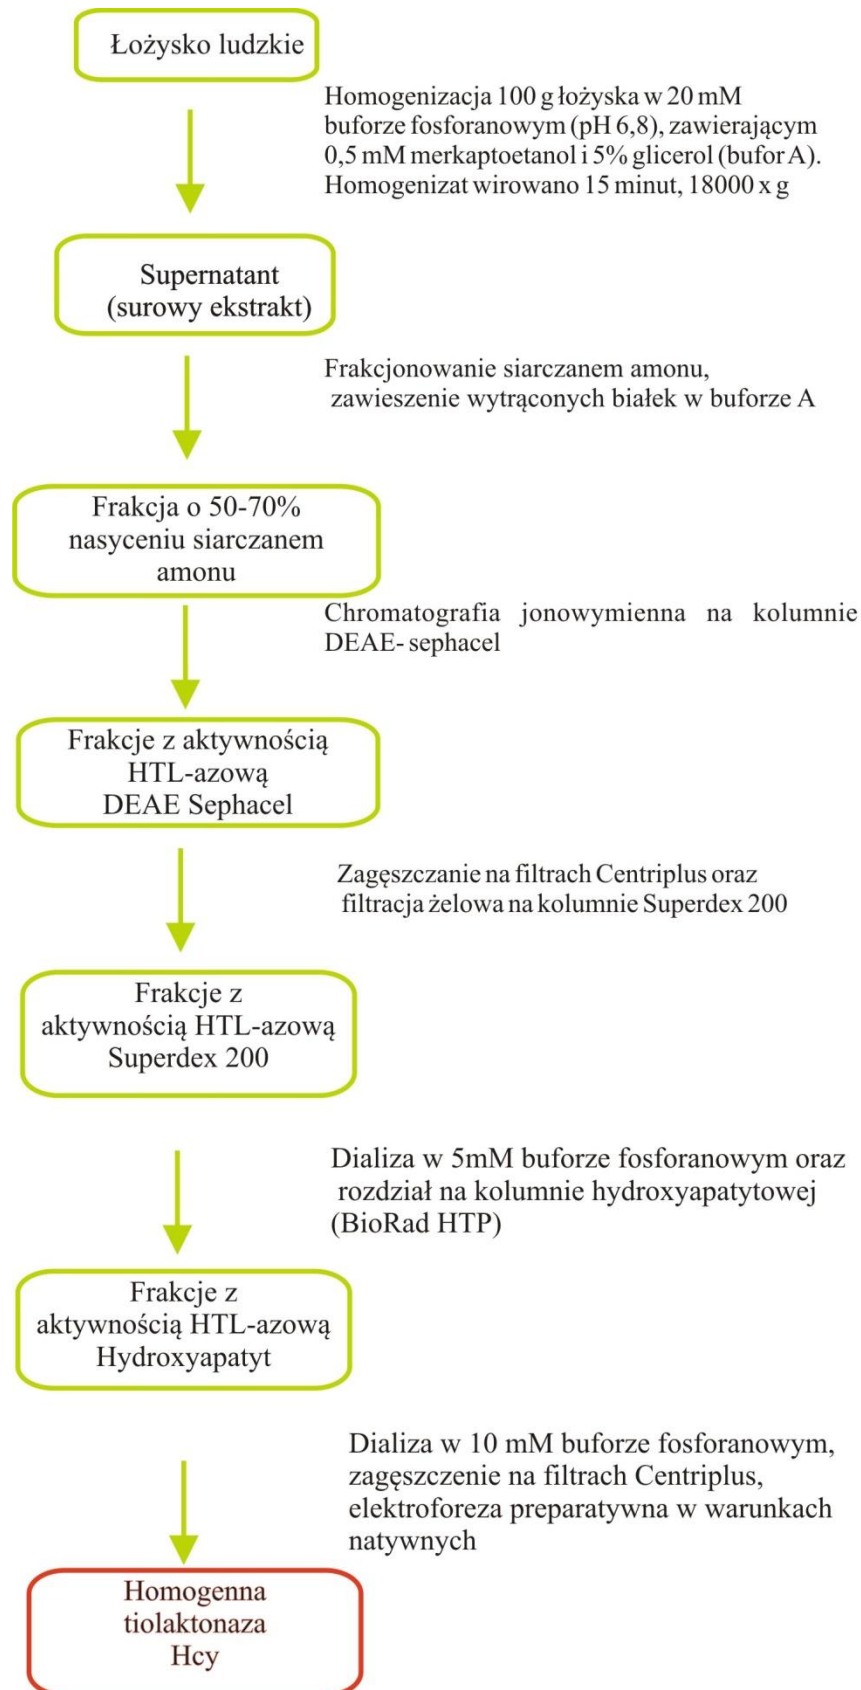 Łożysko ludzkie
Homogenizacja 100 g łożyska w 20 mM
buforze fosforanowym (pH 6,8), zawierającym
0,5 mM merkaptoetanol i 5% glicerol (bufor A).
Homogenizat wirowano 15 minut, 18000 x g
Supernatant
(surowy ekstrakt)
Frakcjonowanie siarczanem amonu,
zawieszenie wytrąconych białek w buforze A
Frakcja o 50-70%
nasyceniu siarczanem
amonu
Chromatografia jonowymienna na kolumnie
DEAE- sephacel
Frakcje z aktywnością
HTL-azową
DEAE Sephacel
Zagęszczanie na filtrach Centriplus oraz
filtracja żelowa na kolumnie Superdex 200
Frakcje z
aktywnością HTL-azową
Superdex 200
Dializa w 5mM buforze fosforanowym oraz
rozdział na kolumnie hydroxyapatytowej
(BioRad HTP)
Frakcje z
aktywnością HTL-azową
Hydroxyapatyt
Dializa w 10 mM buforze fosforanowym,
zagęszczenie na filtrach Centriplus,
elektroforeza preparatywna w warunkach
natywnych
Homogenna
tiolaktonaza
Hcy